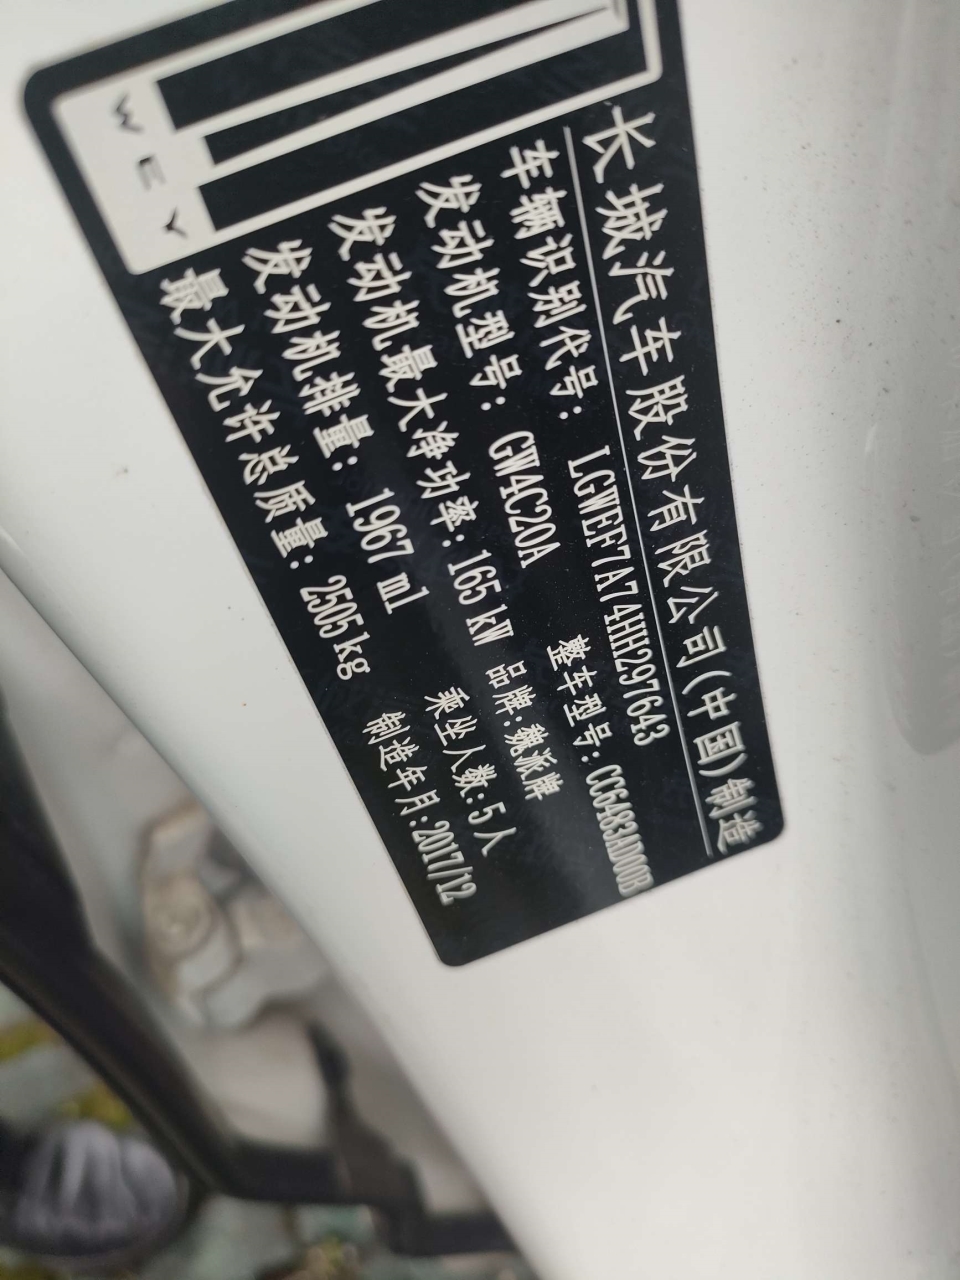 WEY
长城汽车股份有限公司(中国)制造
车辆识别代号: LGWEF7A74HH297643
发动机型号: GW4C20A 整车型号: CC6483AD00B
发动机最大净功率: 165 kW 品牌: 魏派牌
发动机排量: 1967 ml 乘坐人数: 5人
最大允许总质量: 2505kg 制造年月: 2017/12